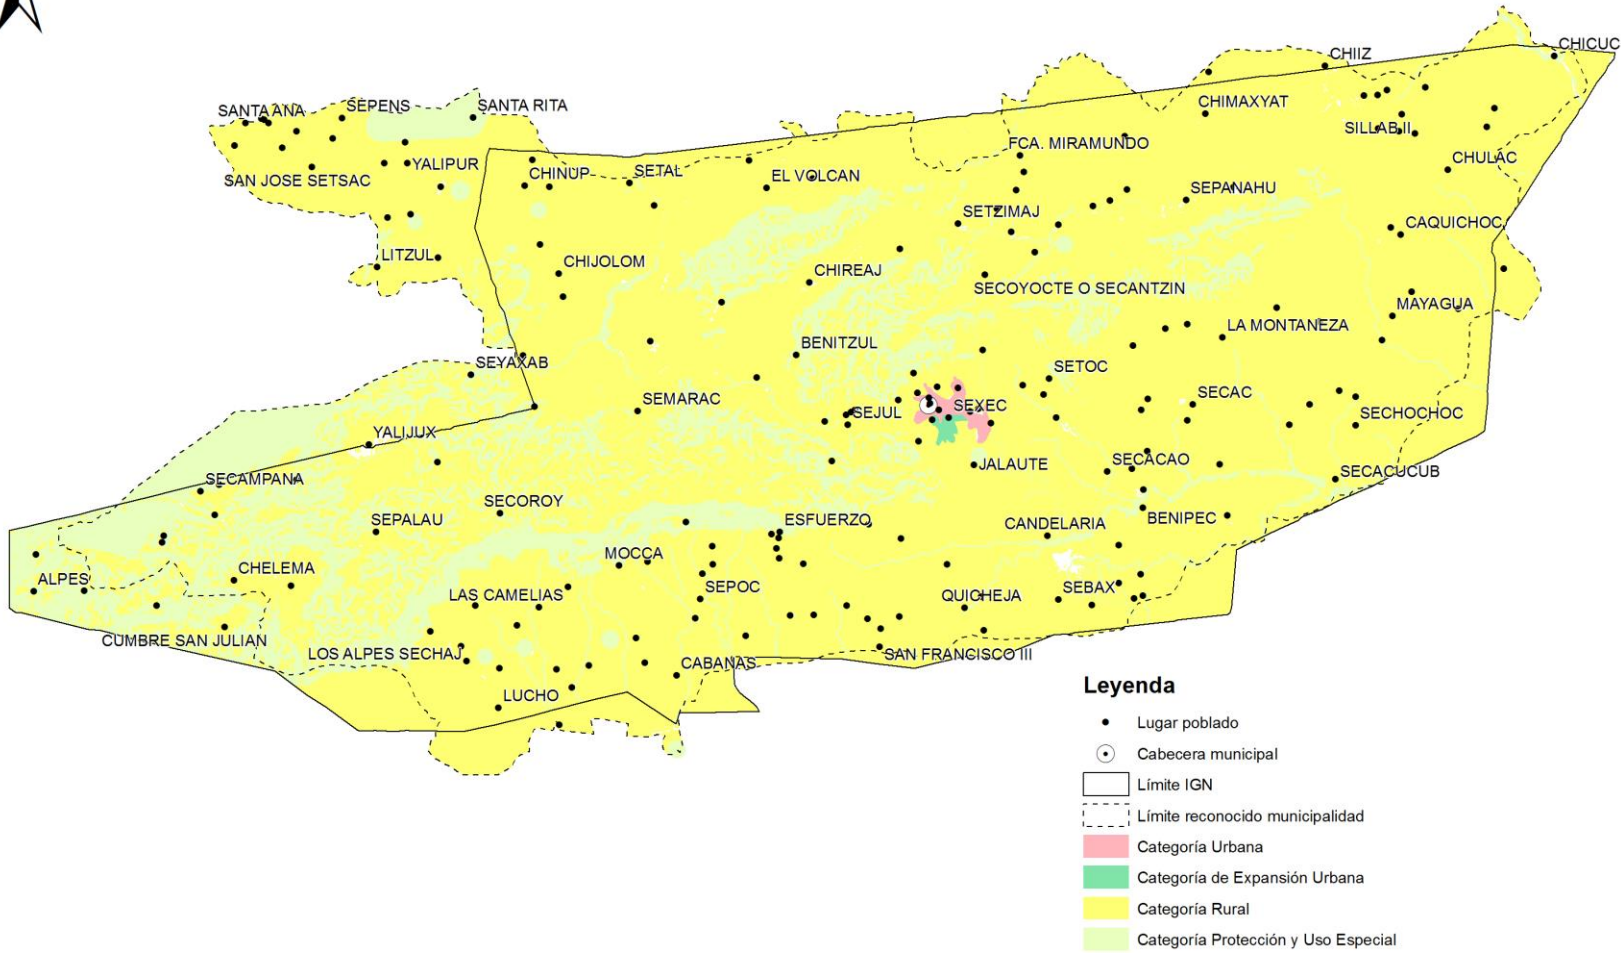 CHICUC
CHIIZ
SANTA ANA
SEPENS
SANTA RITA
CHIMAXYAT
SILLAB II
FCA. MIRAMUNDO
CHULAC
YALIPUR
SAN JOSE SETSAC
CHINUP
SETAL
EL VOLCAN
SEPANAHU
SETZIMAJ
CAQUICHOC
LITZUL
CHIJOLOM
CHIREAJ
SECOYOCTE O SECANTZIN
MAYAGUA
LA MONTANEZA
BENITZUL
SEYAXAB
SETOC
SEMARAC
SEJUL
SEXEC
SECAC
SECHOCHOC
YALIJUX
JALAUTE
SECACAO
SECACUCUB
SECAMPANA
SECOROY
SEPALAU
ESFUERZO
CANDELARIA
BENIPEC
MOCCA
CHELEMA
ALPES
LAS CAMELIAS
SEPOC
QUICHEJA
SEBAX
CUMBRE SAN JULIAN
LOS ALPES SECHAJ
CABANAS
SAN FRANCISCO III
LUCHO
Leyenda
Lugar poblado
Cabecera municipal
Límite IGN
Límite reconocido municipalidad
Categoría Urbana
Categoría de Expansión Urbana
Categoría Rural
Categoría Protección y Uso Especial